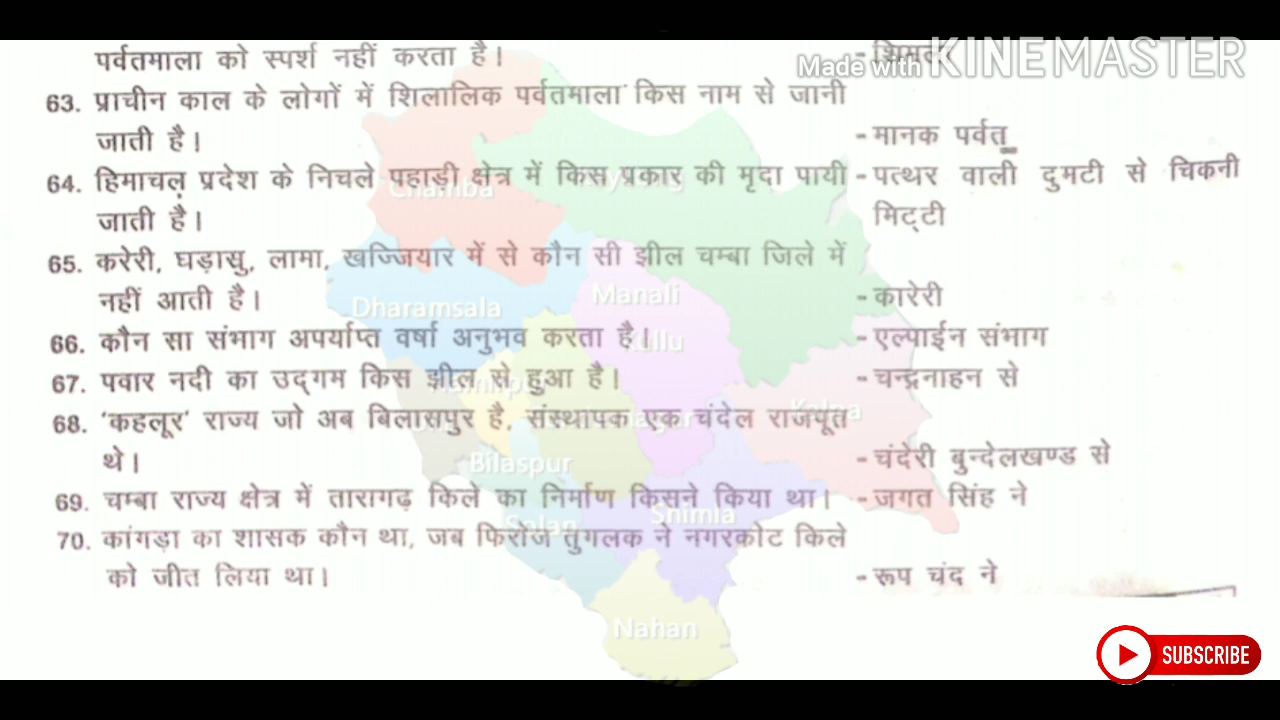 पर्वतमाला को स्पर्श नहीं करता है।
Made with KINEMASTER
63. प्राचीन काल के लोगों में शिलालिक पर्वतमाला किस नाम से जानी
जाती है। - मानक पर्वत
64. हिमाचल प्रदेश के निचले पहाड़ी क्षेत्र में किस प्रकार की मृदा पायी - पत्थर वाली दुमटी से चिकनी
जाती है। मिट्टी
65. करेरी, घड़ासु, लामा, खज्जियार में से कौन सी झील चम्बा जिले में
नहीं आती है। - कारेरी
66. कौन सा संभाग अपर्याप्त वर्षा अनुभव करता है। - एल्पाईन संभाग
67. पवार नदी का उद्गम किस झील से हुआ है। - चन्द्रनाहन से
68. 'कहलूर' राज्य जो अब बिलासपुर है, संस्थापक एक चंदेल राजपूत
थे। - चंदेरी बुन्देलखण्ड से
69. चम्बा राज्य क्षेत्र में तारागढ़ किले का निर्माण किसने किया था। - जगत सिंह ने
70. कांगड़ा का शासक कौन था, जब फिरोज तुगलक ने नगरकोट किले
को जीत लिया था। - रूप चंद ने
Chamba
Dharamsala
Manali
Kullu
Bilaspur
Solan
Shimla
Nahan
SUBSCRIBE